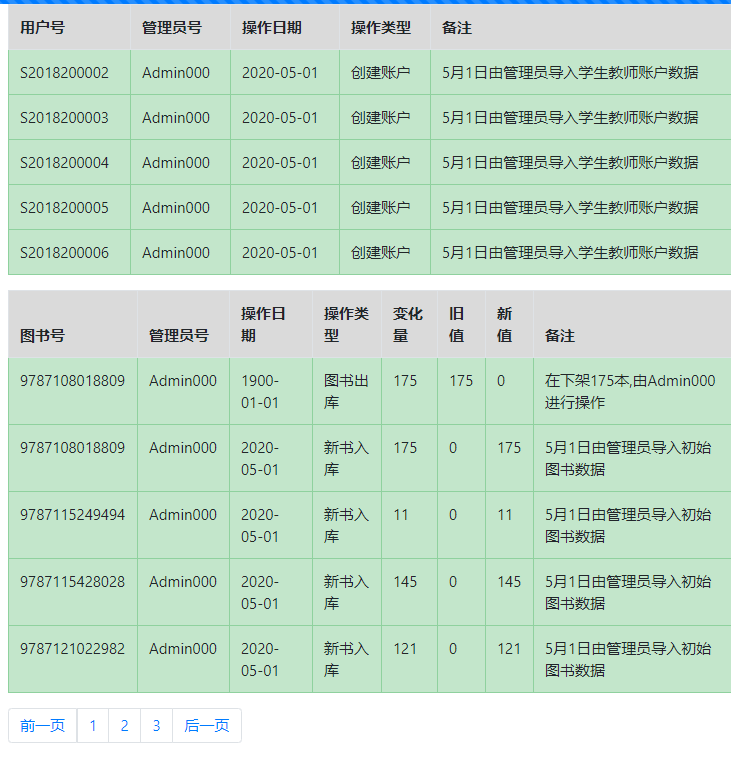 用户号 管理员号 操作日期 操作类型 备注
S2018200002 Admin000 2020-05-01 创建账户 5月1日由管理员导入学生教师账户数据
S2018200003 Admin000 2020-05-01 创建账户 5月1日由管理员导入学生教师账户数据
S2018200004 Admin000 2020-05-01 创建账户 5月1日由管理员导入学生教师账户数据
S2018200005 Admin000 2020-05-01 创建账户 5月1日由管理员导入学生教师账户数据
S2018200006 Admin000 2020-05-01 创建账户 5月1日由管理员导入学生教师账户数据
操作日 操作类 变化 旧 新
图书号 管理员号 期 型 量 值 值 备注
9787108018809 Admin000 1900- 图书出 175 175 0 在下架175本,由Admin000
01-01 库 进行操作
9787108018809 Admin000 2020- 新书入 175 0 175 5月1日由管理员导入初始
05-01 库 图书数据
9787115249494 Admin000 2020- 新书入 11 0 11 5月1日由管理员导入初始
05-01 库 图书数据
9787115428028 Admin000 2020- 新书入 145 0 145 5月1日由管理员导入初始
05-01 库 图书数据
9787121022982 Admin000 2020- 新书入 121 0 121 5月1日由管理员导入初始
05-01 库 图书数据
前一页 1 2 3 后一页